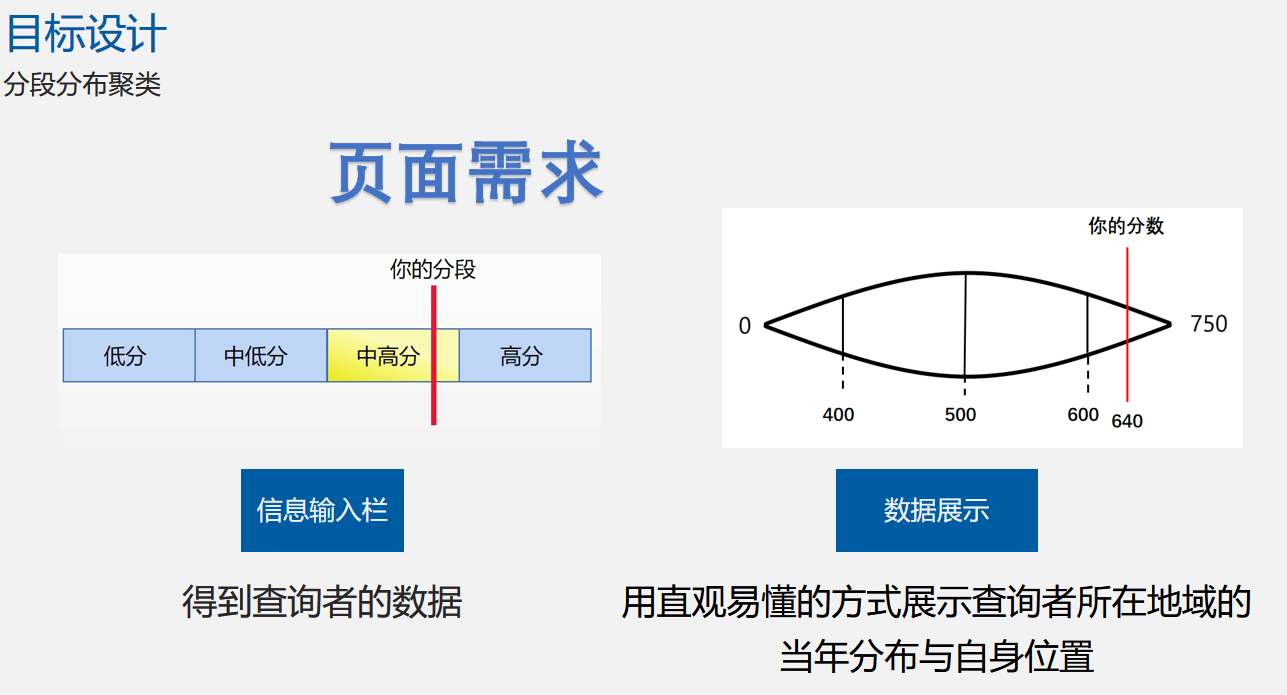 目标设计
分段分布聚类
页面需求
你的分段
低分 中低分 中高分 高分
你的分数
0 750
400 500 600 640
信息输入栏
数据展示
得到查询者的数据
用直观易懂的方式展示查询者所在地域的
当年分布与自身位置